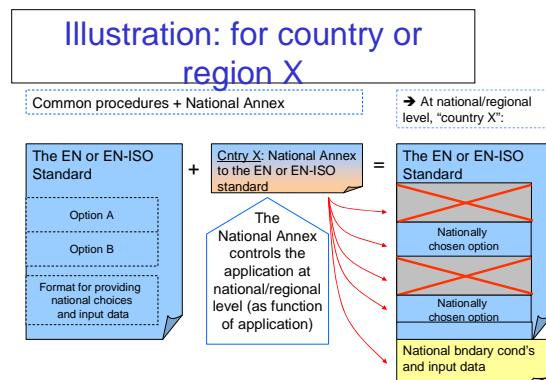 Illustration: for country or
region X
Common procedures + National Annex
➔ At national/regional
level, “country X”:
The EN or EN-ISO
Standard
Option A
Option B
Format for providing
national choices
and input data
+
Cntry X: National Annex
to the EN or EN-ISO
standard
The
National Annex
controls the
application at
national/regional
level (as function
of application)
=
The EN or EN-ISO
Standard
Nationally
chosen option
Nationally
chosen option
National bndary cond's
and input data